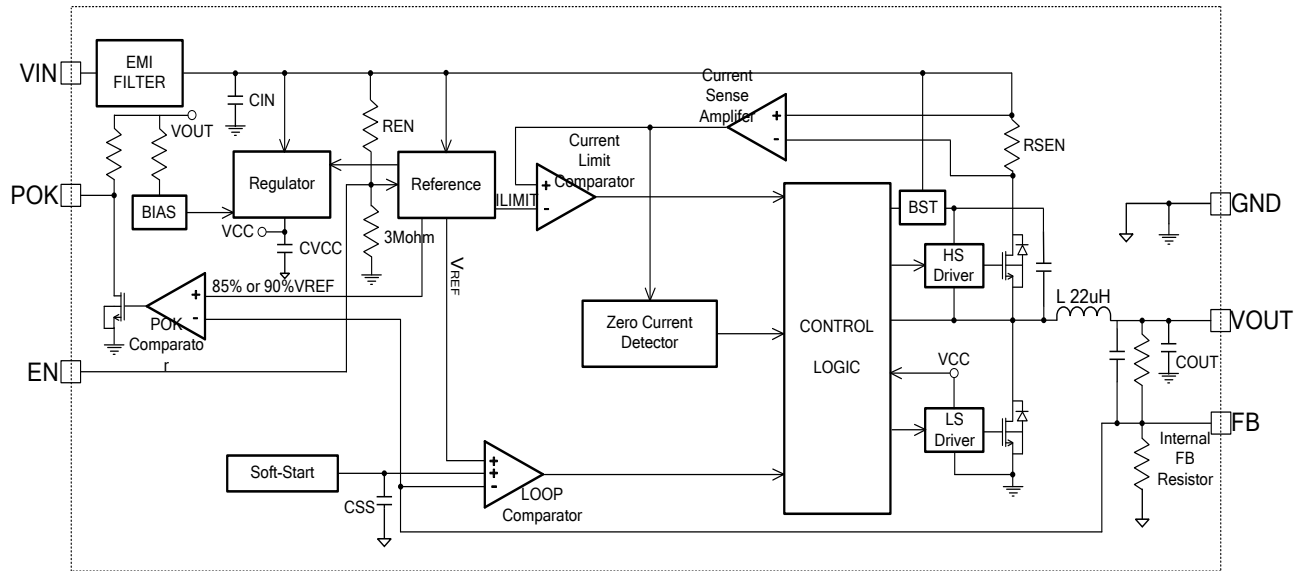 EMI
FILTER
VIN
CIN
VOUT
REN
Current
Sense
Amplifer
+
-
RSEN
Current
Limit
Comparator
POK
Regulator
Reference
ILIMIT
+
-
BIAS
VCC
CVCC
3Mohm
BST
GND
HS
Driver
85% or 90%VREF
VREF
+
-
POK
Comparato
r
Zero Current
Detector
CONTROL
LOGIC
L 22uH
VOUT
COUT
EN
VCC
LS
Driver
FB
Internal
FB
Resistor
Soft-Start
CSS
+
+
-
LOOP
Comparator